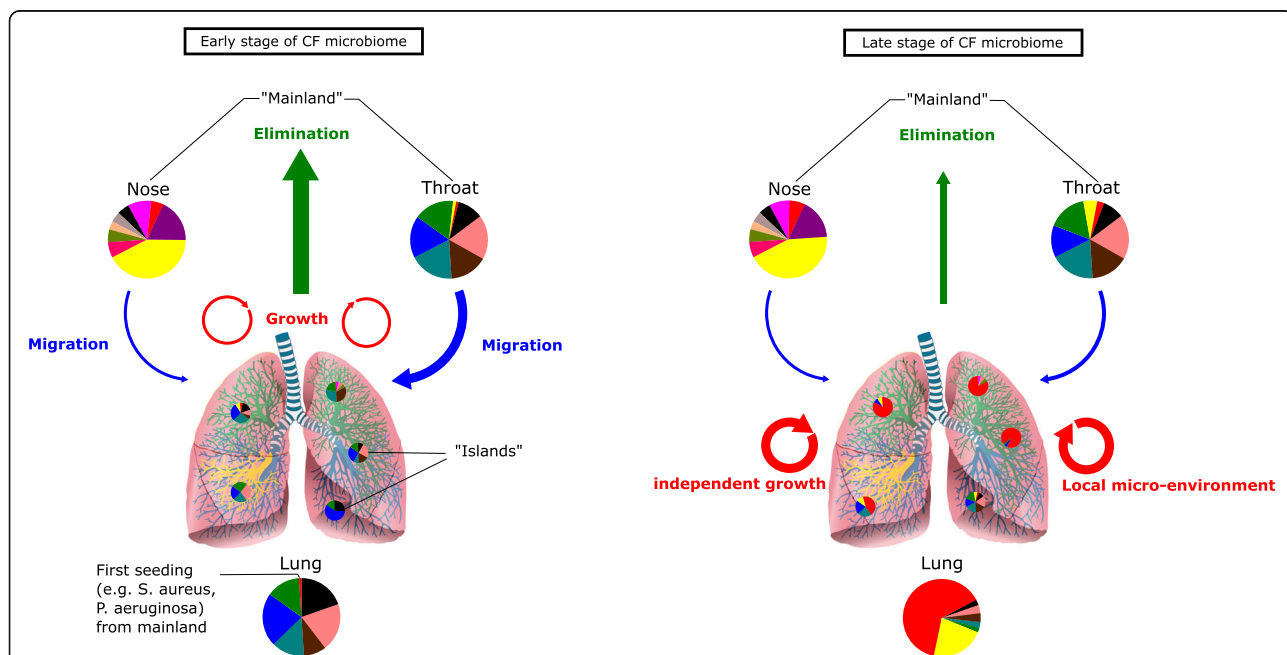 Early stage of CF microbiome
"Mainland"
Elimination
Nose
Throat
Growth
Migration
Migration
"Islands"
Lung
First seeding
(e.g. S. aureus,
P. aeruginosa)
from mainland
Late stage of CF microbiome
"Mainland"
Elimination
Nose
Throat
independent growth
Local micro-environment
Lung